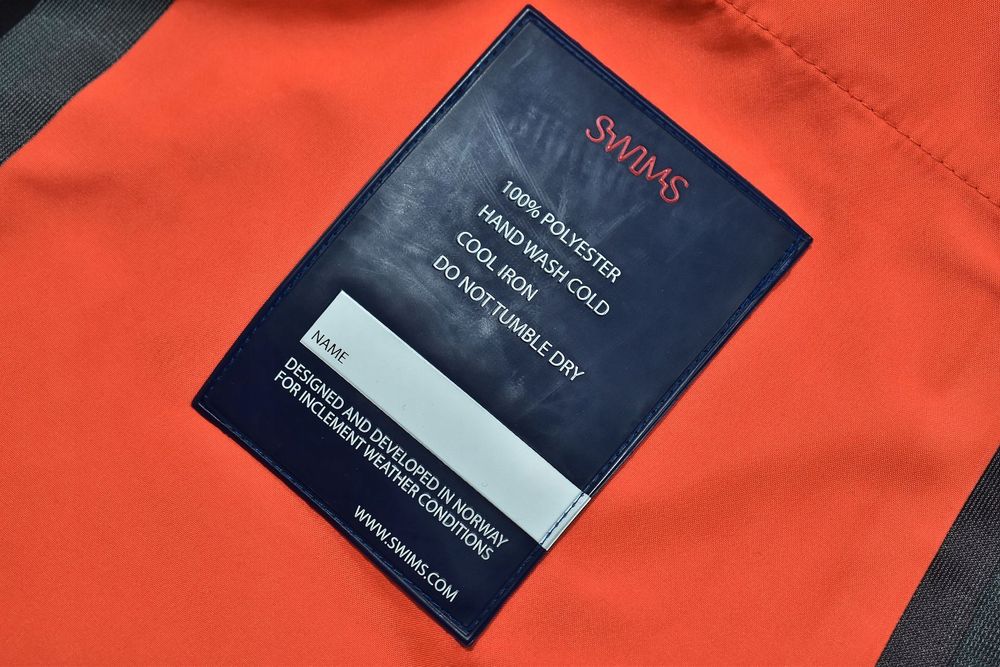 SWIMS
100% POLYESTER
HAND WASH COLD
COOL IRON
DO NOT TUMBLE DRY
NAME
DESIGNED AND DEVELOPED IN NORWAY
FOR INCLEMENT WEATHER CONDITIONS
WWW.SWIMS.COM